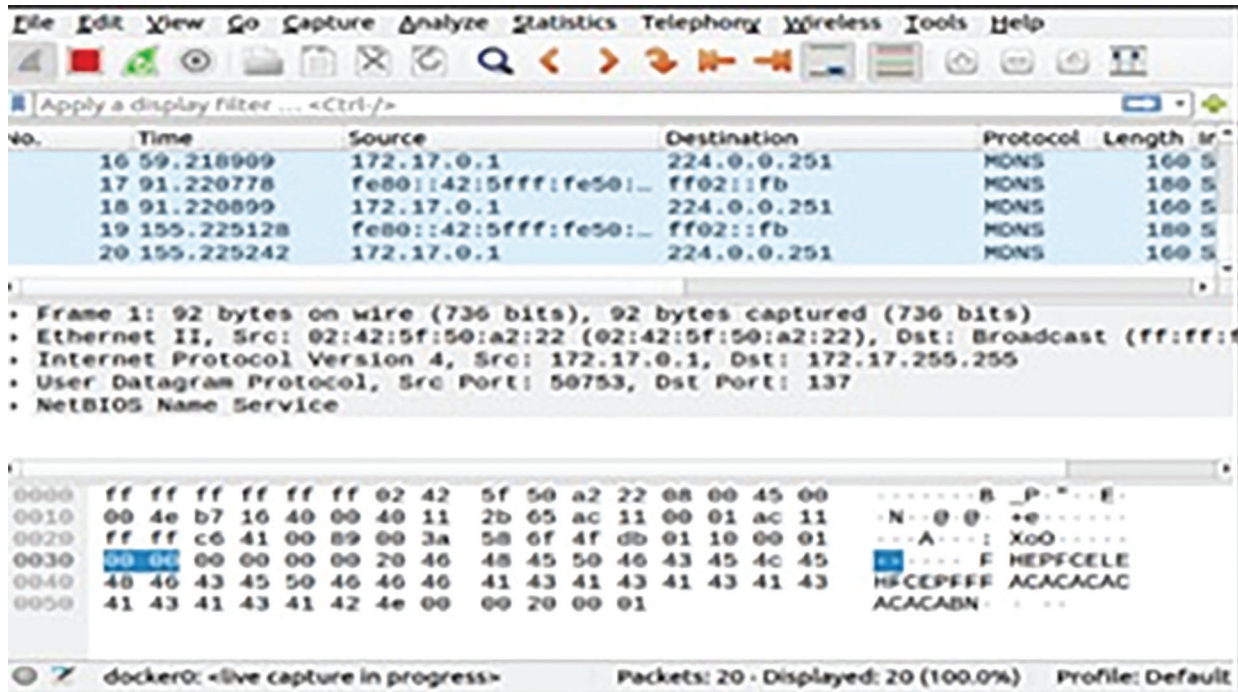 File Edit View Go Capture Analyze Statistics Telephony Wireless Tools Help
Apply a display filter ... <Ctrl-/>
No. Time Source Destination Protocol Length
16 59.218909 172.17.0.1 224.0.0.251 MDNS 160 S
17 91.220778 fe80::42:5fff:fe50:… ff02::fb MDNS 180 S
18 91.220899 172.17.0.1 224.0.0.251 MDNS 160 S
19 155.225128 fe80::42:5fff:fe50:… ff02::fb MDNS 180 S
20 155.225242 172.17.0.1 224.0.0.251 MDNS 160 S
Frame 1: 92 bytes on wire (736 bits), 92 bytes captured (736 bits)
Ethernet II, Src: 02:42:5f:50:a2:22 (02:42:5f:50:a2:22), Dst: Broadcast (ff:ff:f
Internet Protocol Version 4, Src: 172.17.0.1, Dst: 172.17.255.255
User Datagram Protocol, Src Port: 50753, Dst Port: 137
NetBIOS Name Service
0000 ff ff ff ff ff ff 02 42 5f 50 a2 22 08 00 45 00 ·······B _P·"··E·
0010 00 4e b7 16 40 00 40 11 2b 65 ac 11 00 01 ac 11 ·N··@·@· +e······
0020 ff ff c6 41 00 89 00 3a 58 6f 4f db 01 10 00 01 ···A···: XoO·····
0030 00 00 00 00 00 00 20 46 48 45 50 46 43 45 4c 45 ······ F HEPFCELE
0040 48 46 43 45 50 46 46 46 41 43 41 43 41 43 41 43 HFCEPFFF ACACACAC
0050 41 43 41 43 41 42 4e 00 00 20 00 01 ACACABN· · ··
docker0: <live capture in progress> Packets: 20 · Displayed: 20 (100.0%) Profile: Default